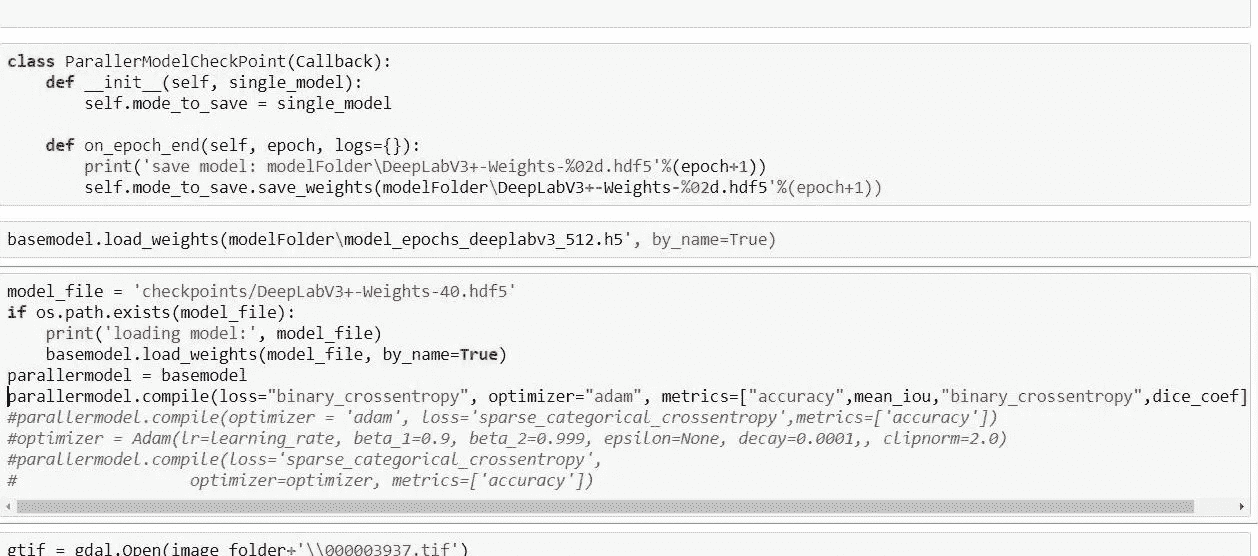 class ParallerModelCheckPoint(Callback):
    def __init__(self, single_model):
        self.mode_to_save = single_model
    def on_epoch_end(self, epoch, logs={}):
        print('save model: modelFolder\DeepLabV3+-Weights-%02d.hdf5'%(epoch+1))
        self.mode_to_save.save_weights(modelFolder\DeepLabV3+-Weights-%02d.hdf5'%(epoch+1))
basemodel.load_weights(modelFolder\model_epochs_deeplabv3_512.h5', by_name=True)
model_file = 'checkpoints/DeepLabV3+-Weights-40.hdf5'
if os.path.exists(model_file):
    print('loading model:', model_file)
    basemodel.load_weights(model_file, by_name=True)
parallermodel = basemodel
parallermodel.compile(loss="binary_crossentropy", optimizer="adam", metrics=["accuracy",mean_iou,"binary_crossentropy",dice_coef]
#parallermodel.compile(optimizer = 'adam', loss='sparse_categorical_crossentropy',metrics=['accuracy'])
#optimizer = Adam(lr=learning_rate, beta_1=0.9, beta_2=0.999, epsilon=None, decay=0.0001,, clipnorm=2.0)
#parallermodel.compile(loss='sparse_categorical_crossentropy',
#                  optimizer=optimizer, metrics=['accuracy'])
gtif = gdal.Open(image_folder+'\\000003937.tif')